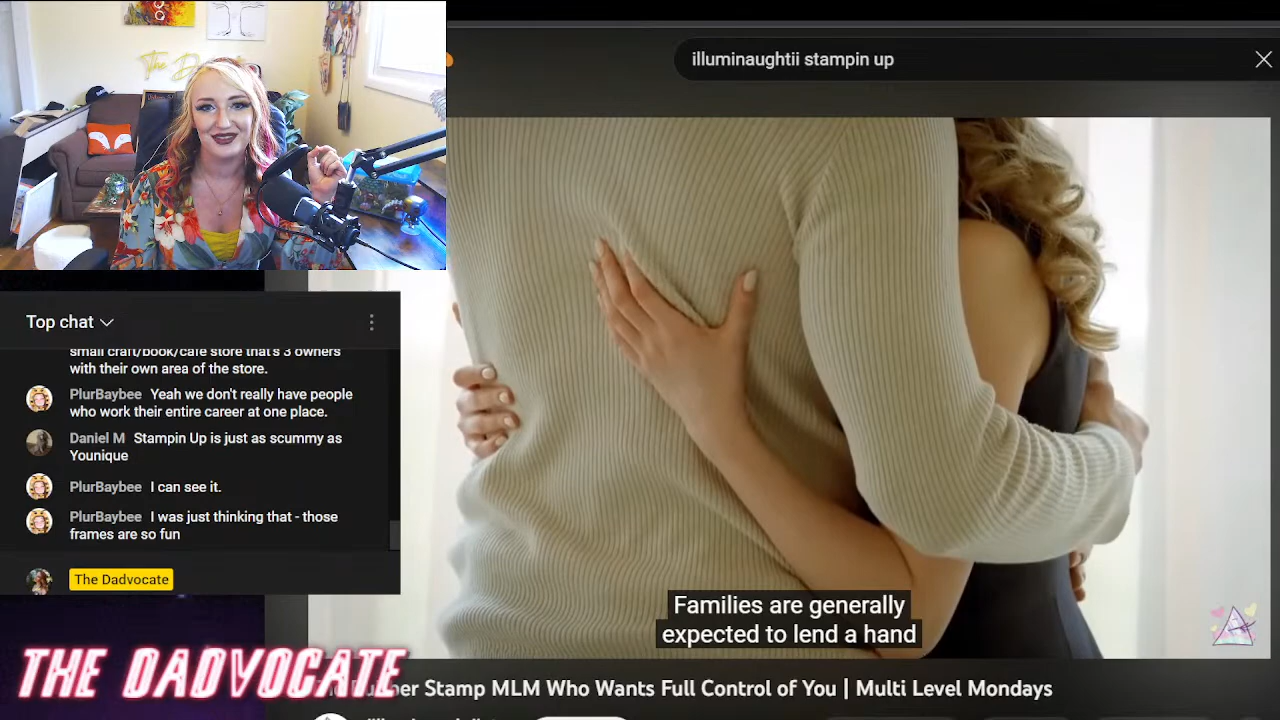 The D
illuminaughtii stampin up
Top chat
small craft/book/cafe store that's 3 owners
with their own area of the store.
PlurBaybee Yeah we don't really have people
who work their entire career at one place.
Daniel M Stampin Up is just as scummy as
Younique
PlurBaybee I can see it.
PlurBaybee I was just thinking that - those
frames are so fun
The Dadvocate
Families are generally
expected to lend a hand
THE DADVOCATE
Stamp MLM Who Wants Full Control of You | Multi Level Mondays